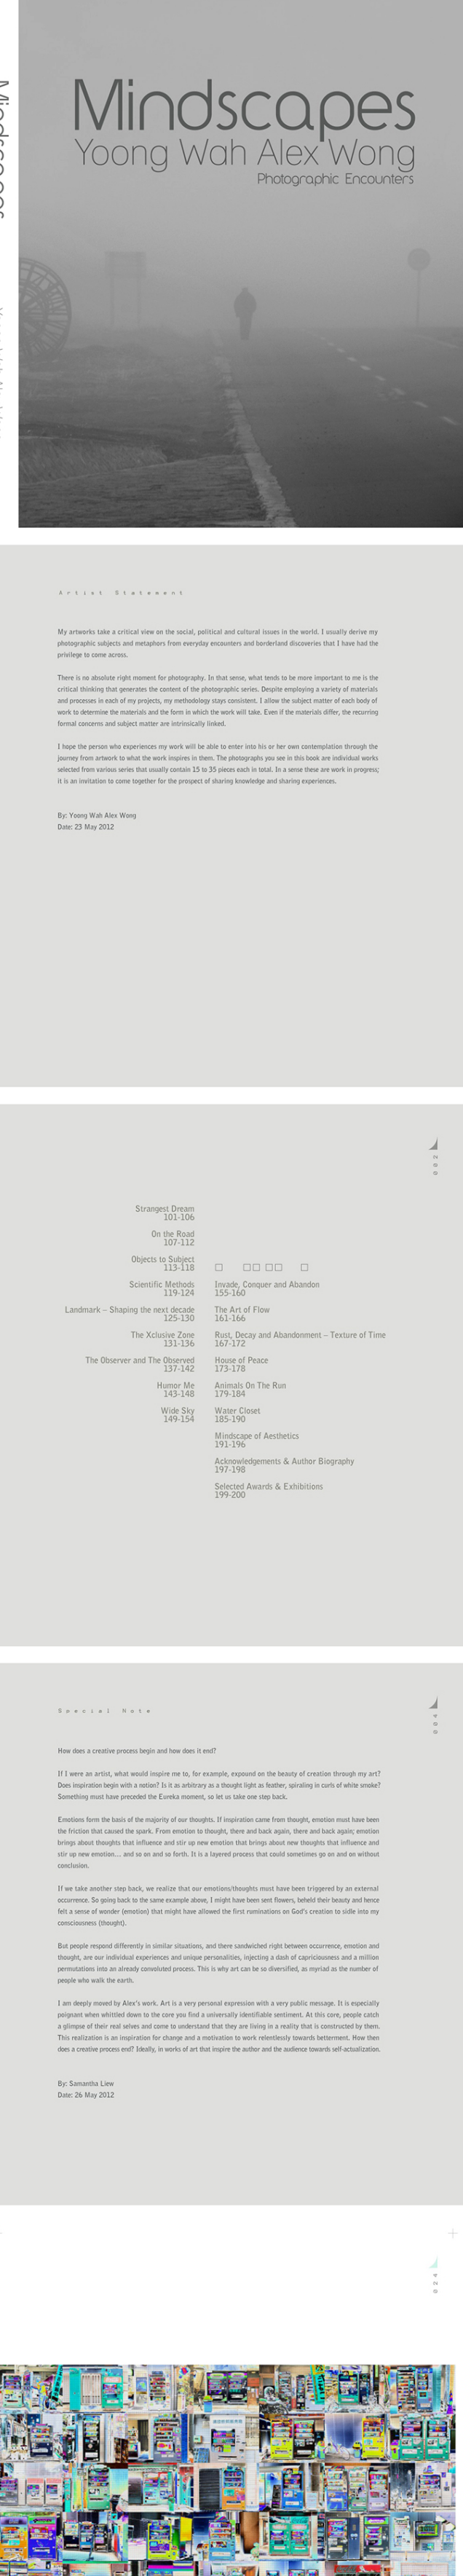 Mindscapes
Mindscapes
Yoong Wah Alex Wong
Photographic Encounters
Artist Statement
My artworks take a critical view on the social, political and cultural issues in the world. I usually derive my
photographic subjects and metaphors from everyday encounters and borderland discoveries that I have had the
privilege to come across.
There is no absolute right moment for photography. In that sense, what tends to be more important to me is the
critical thinking that generates the content of the photographic series. Despite employing a variety of materials
and processes in each of my projects, my methodology stays consistent. I allow the subject matter of each body of
work to determine the materials and the form in which the work will take. Even if the materials differ, the recurring
formal concerns and subject matter are intrinsically linked.
I hope the person who experiences my work will be able to enter into his or her own contemplation through the
journey from artwork to what the work inspires in them. The photographs you see in this book are individual works
selected from various series that usually contain 15 to 35 pieces each in total. In a sense these are work in progress;
it is an invitation to come together for the prospect of sharing knowledge and sharing experiences.
By: Yoong Wah Alex Wong
Date: 23 May 2012
002
Strangest Dream
101-106
On the Road
107-112
Objects to Subject
113-118
Scientific Methods
119-124
Landmark – Shaping the next decade
125-130
The Xclusive Zone
131-136
The Observer and The Observed
137-142
Humor Me
143-148
Wide Sky
149-154
Invade, Conquer and Abandon
155-160
The Art of Flow
161-166
Rust, Decay and Abandonment – Texture of Time
167-172
House of Peace
173-178
Animals On The Run
179-184
Water Closet
185-190
Mindscape of Aesthetics
191-196
Acknowledgements & Author Biography
197-198
Selected Awards & Exhibitions
199-200
004
Special Note
How does a creative process begin and how does it end?
If I were an artist, what would inspire me to, for example, expound on the beauty of creation through my art?
Does inspiration begin with a notion? Is it as arbitrary as a thought light as feather, spiraling in curls of white smoke?
Something must have preceded the Eureka moment, so let us take one step back.
Emotions form the basis of the majority of our thoughts. If inspiration came from thought, emotion must have been
the friction that caused the spark. From emotion to thought, there and back again, there and back again; emotion
brings about thoughts that influence and stir up new emotion that brings about new thoughts that influence and
stir up new emotion... and so on and so forth. It is a layered process that could sometimes go on and on without
conclusion.
If we take another step back, we realize that our emotions/thoughts must have been triggered by an external
occurrence. So going back to the same example above, I might have been sent flowers, beheld their beauty and hence
felt a sense of wonder (emotion) that might have allowed the first ruminations on God's creation to sidle into my
consciousness (thought).
But people respond differently in similar situations, and there sandwiched right between occurrence, emotion and
thought, are our individual experiences and unique personalities, injecting a dash of capriciousness and a million
permutations into an already convoluted process. This is why art can be so diversified, as myriad as the number of
people who walk the earth.
I am deeply moved by Alex's work. Art is a very personal expression with a very public message. It is especially
poignant when whittled down to the core you find a universally identifiable sentiment. At this core, people catch
a glimpse of their real selves and come to understand that they are living in a reality that is constructed by them.
This realization is an inspiration for change and a motivation to work relentlessly towards betterment. How then
does a creative process end? Ideally, in works of art that inspire the author and the audience towards self-actualization.
By: Samantha Liew
Date: 26 May 2012
024